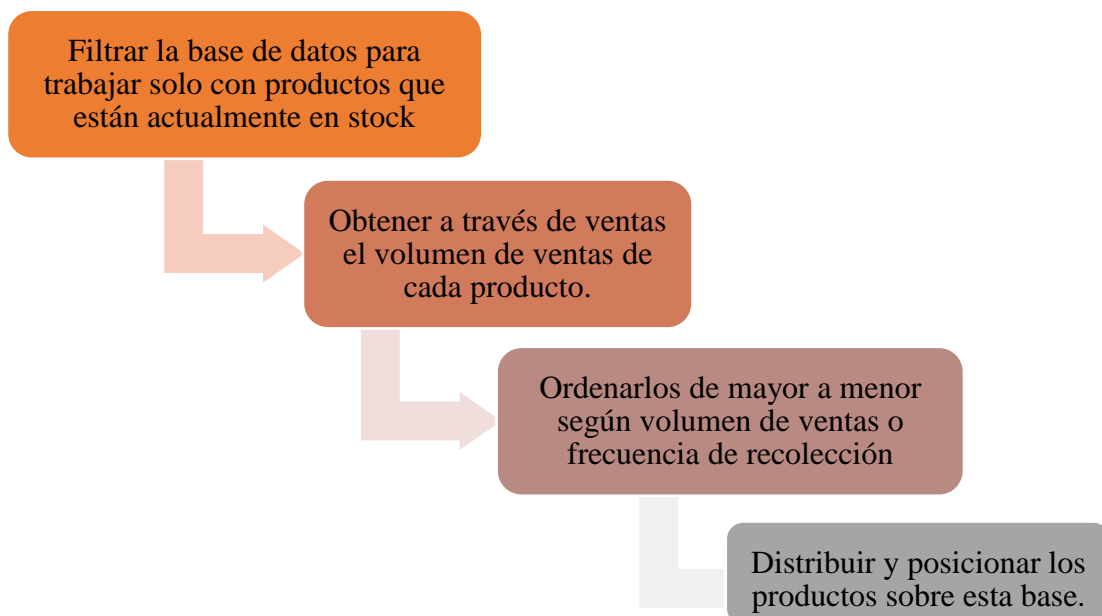 Filtrar la base de datos para
trabajar solo con productos que
están actualmente en stock
Obtener a través de ventas
el volumen de ventas de
cada producto.
Ordenarlos de mayor a menor
según volumen de ventas o
frecuencia de recolección
Distribuir y posicionar los
productos sobre esta base.